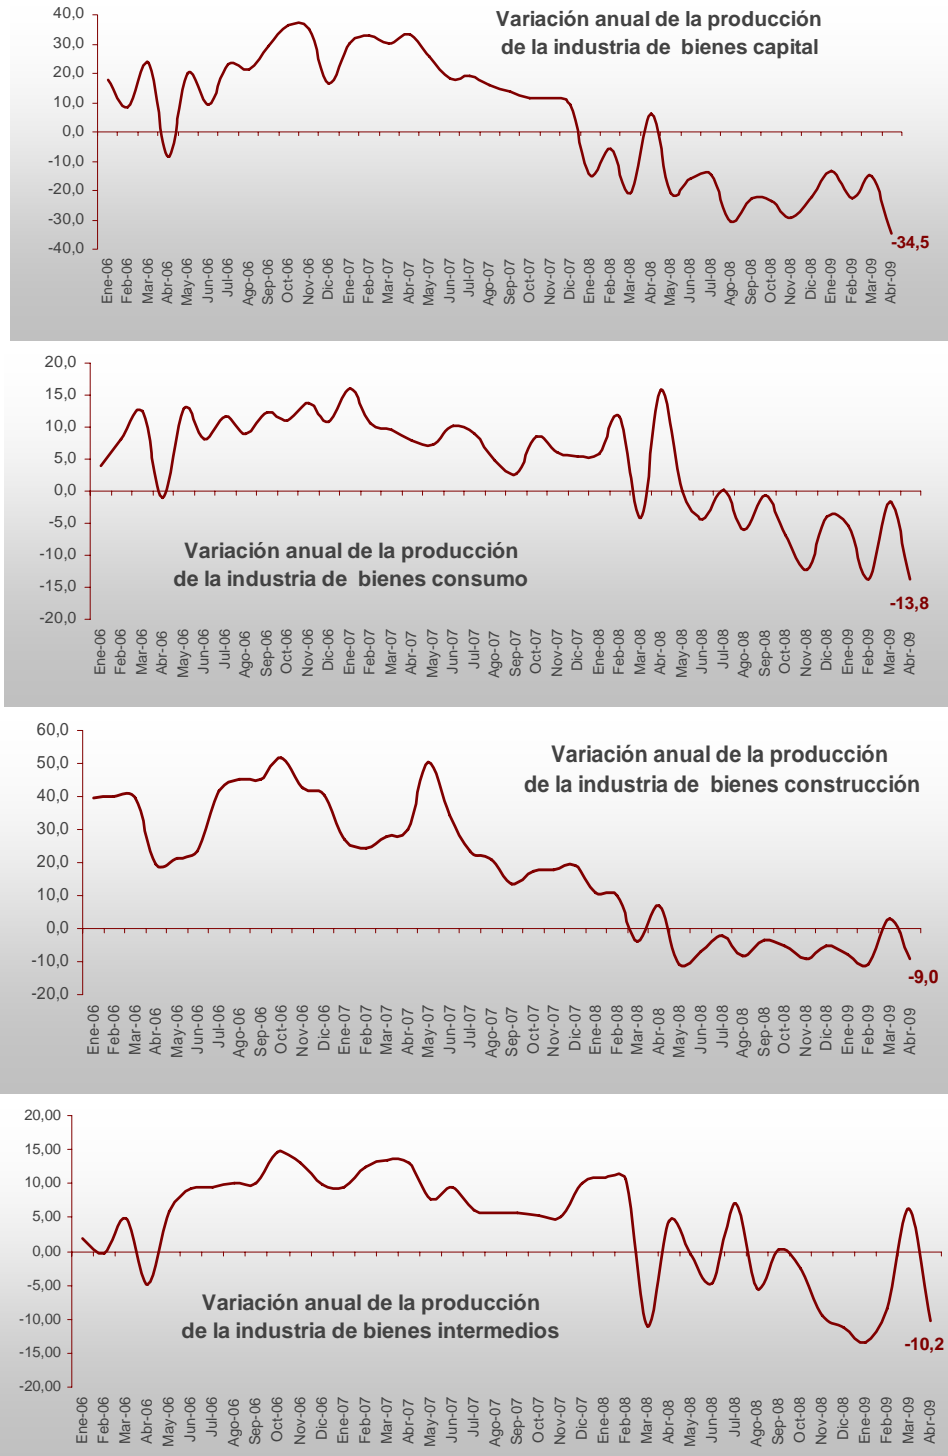 Variación anual de la producción
de la industria de bienes capital
40,0
30,0
20,0
10,0
0,0
-10,0
-20,0
-30,0
-40,0
-34,5
Ene-06
Feb-06
Mar-06
Abr-06
May-06
Jun-06
Jul-06
Ago-06
Sep-06
Oct-06
Nov-06
Dic-06
Ene-07
Feb-07
Mar-07
Abr-07
May-07
Jun-07
Jul-07
Ago-07
Sep-07
Oct-07
Nov-07
Dic-07
Ene-08
Feb-08
Mar-08
Abr-08
May-08
Jun-08
Jul-08
Ago-08
Sep-08
Oct-08
Nov-08
Dic-08
Ene-09
Feb-09
Mar-09
Abr-09
20,0
15,0
10,0
5,0
0,0
-5,0
-10,0
-15,0
-20,0
Variación anual de la producción
de la industria de bienes consumo
-13,8
Ene-06
Feb-06
Mar-06
Abr-06
May-06
Jun-06
Jul-06
Ago-06
Sep-06
Oct-06
Nov-06
Dic-06
Ene-07
Feb-07
Mar-07
Abr-07
May-07
Jun-07
Jul-07
Ago-07
Sep-07
Oct-07
Nov-07
Dic-07
Ene-08
Feb-08
Mar-08
Abr-08
May-08
Jun-08
Jul-08
Ago-08
Sep-08
Oct-08
Nov-08
Dic-08
Ene-09
Feb-09
Mar-09
Abr-09
60,0
50,0
40,0
30,0
20,0
10,0
0,0
-10,0
-20,0
Variación anual de la producción
de la industria de bienes construcción
-9,0
Ene-06
Feb-06
Mar-06
Abr-06
May-06
Jun-06
Jul-06
Ago-06
Sep-06
Oct-06
Nov-06
Dic-06
Ene-07
Feb-07
Mar-07
Abr-07
May-07
Jun-07
Jul-07
Ago-07
Sep-07
Oct-07
Nov-07
Dic-07
Ene-08
Feb-08
Mar-08
Abr-08
May-08
Jun-08
Jul-08
Ago-08
Sep-08
Oct-08
Nov-08
Dic-08
Ene-09
Feb-09
Mar-09
Abr-09
20,00
15,00
10,00
5,00
0,00
-5,00
-10,00
-15,00
-20,00
Variación anual de la producción
de la industria de bienes intermedios
-10,2
Ene-06
Feb-06
Mar-06
Abr-06
May-06
Jun-06
Jul-06
Ago-06
Sep-06
Oct-06
Nov-06
Dic-06
Ene-07
Feb-07
Mar-07
Abr-07
May-07
Jun-07
Jul-07
Ago-07
Sep-07
Oct-07
Nov-07
Dic-07
Ene-08
Feb-08
Mar-08
Abr-08
May-08
Jun-08
Jul-08
Ago-08
Sep-08
Oct-08
Nov-08
Dic-08
Ene-09
Feb-09
Mar-09
Abr-09